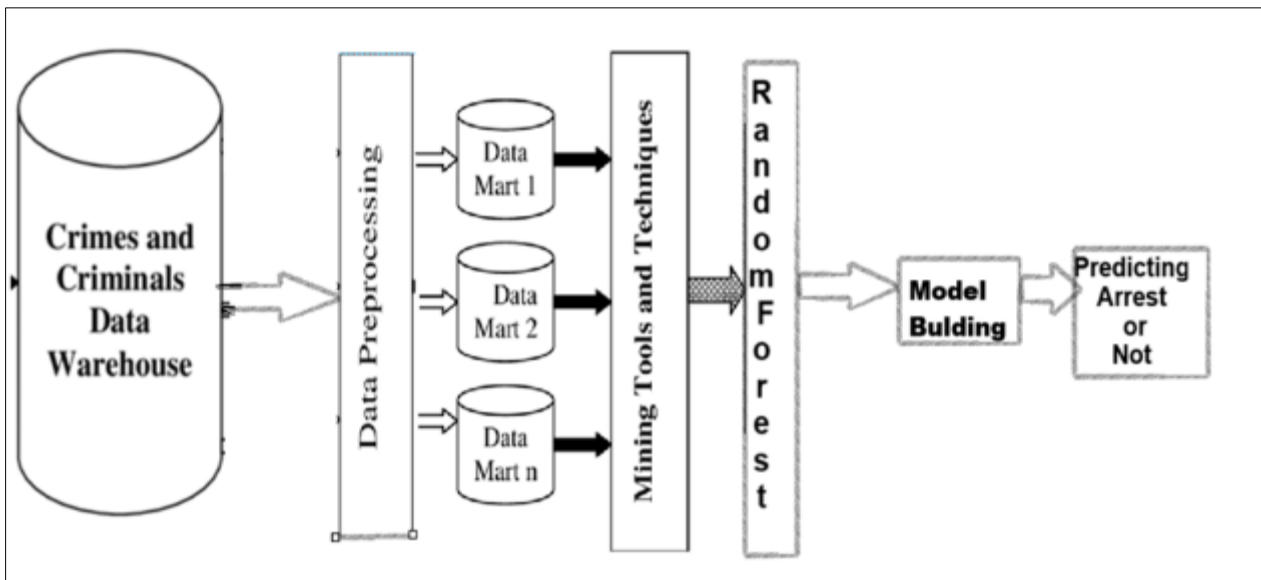 Crimes and
Criminals
Data
Warehouse
Data Preprocessing
Data
Mart 1
Data
Mart 2
Data
Mart n
Mining Tools and Techniques
RandomForest
Model
Bulding
Predicting
Arrest
or
Not